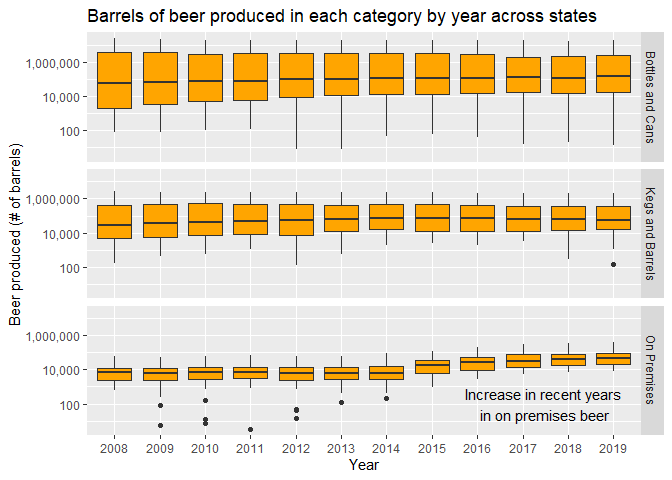 Barrels of beer produced in each category by year across states
Beer produced (# of barrels)
1,000,000
10,000
100
Bottles and Cans
1,000,000
10,000
100
Kegs and Barrels
1,000,000
10,000
100
On Premises
Increase in recent years
in on premises beer
2008 2009 2010 2011 2012 2013 2014 2015 2016 2017 2018 2019
Year